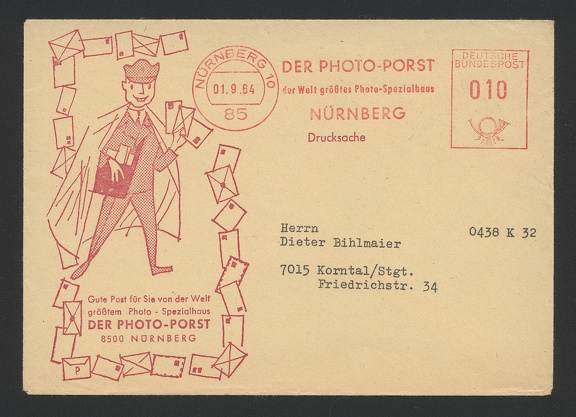 NÜRNBERG 10
01.9.64
85
DER PHOTO-PORST
der Welt größtes Photo-Spezialhaus
NÜRNBERG
Drucksache
DEUTSCHE
BUNDESPOST
010
Herrn
Dieter Bihlmaier
0438 K 32
7015 Korntal/Stgt.
Friedrichstr. 34
Gute Post für Sie von der Welt
größtem Photo - Spezialhaus
DER PHOTO-PORST
8500 NÜRNBERG
P